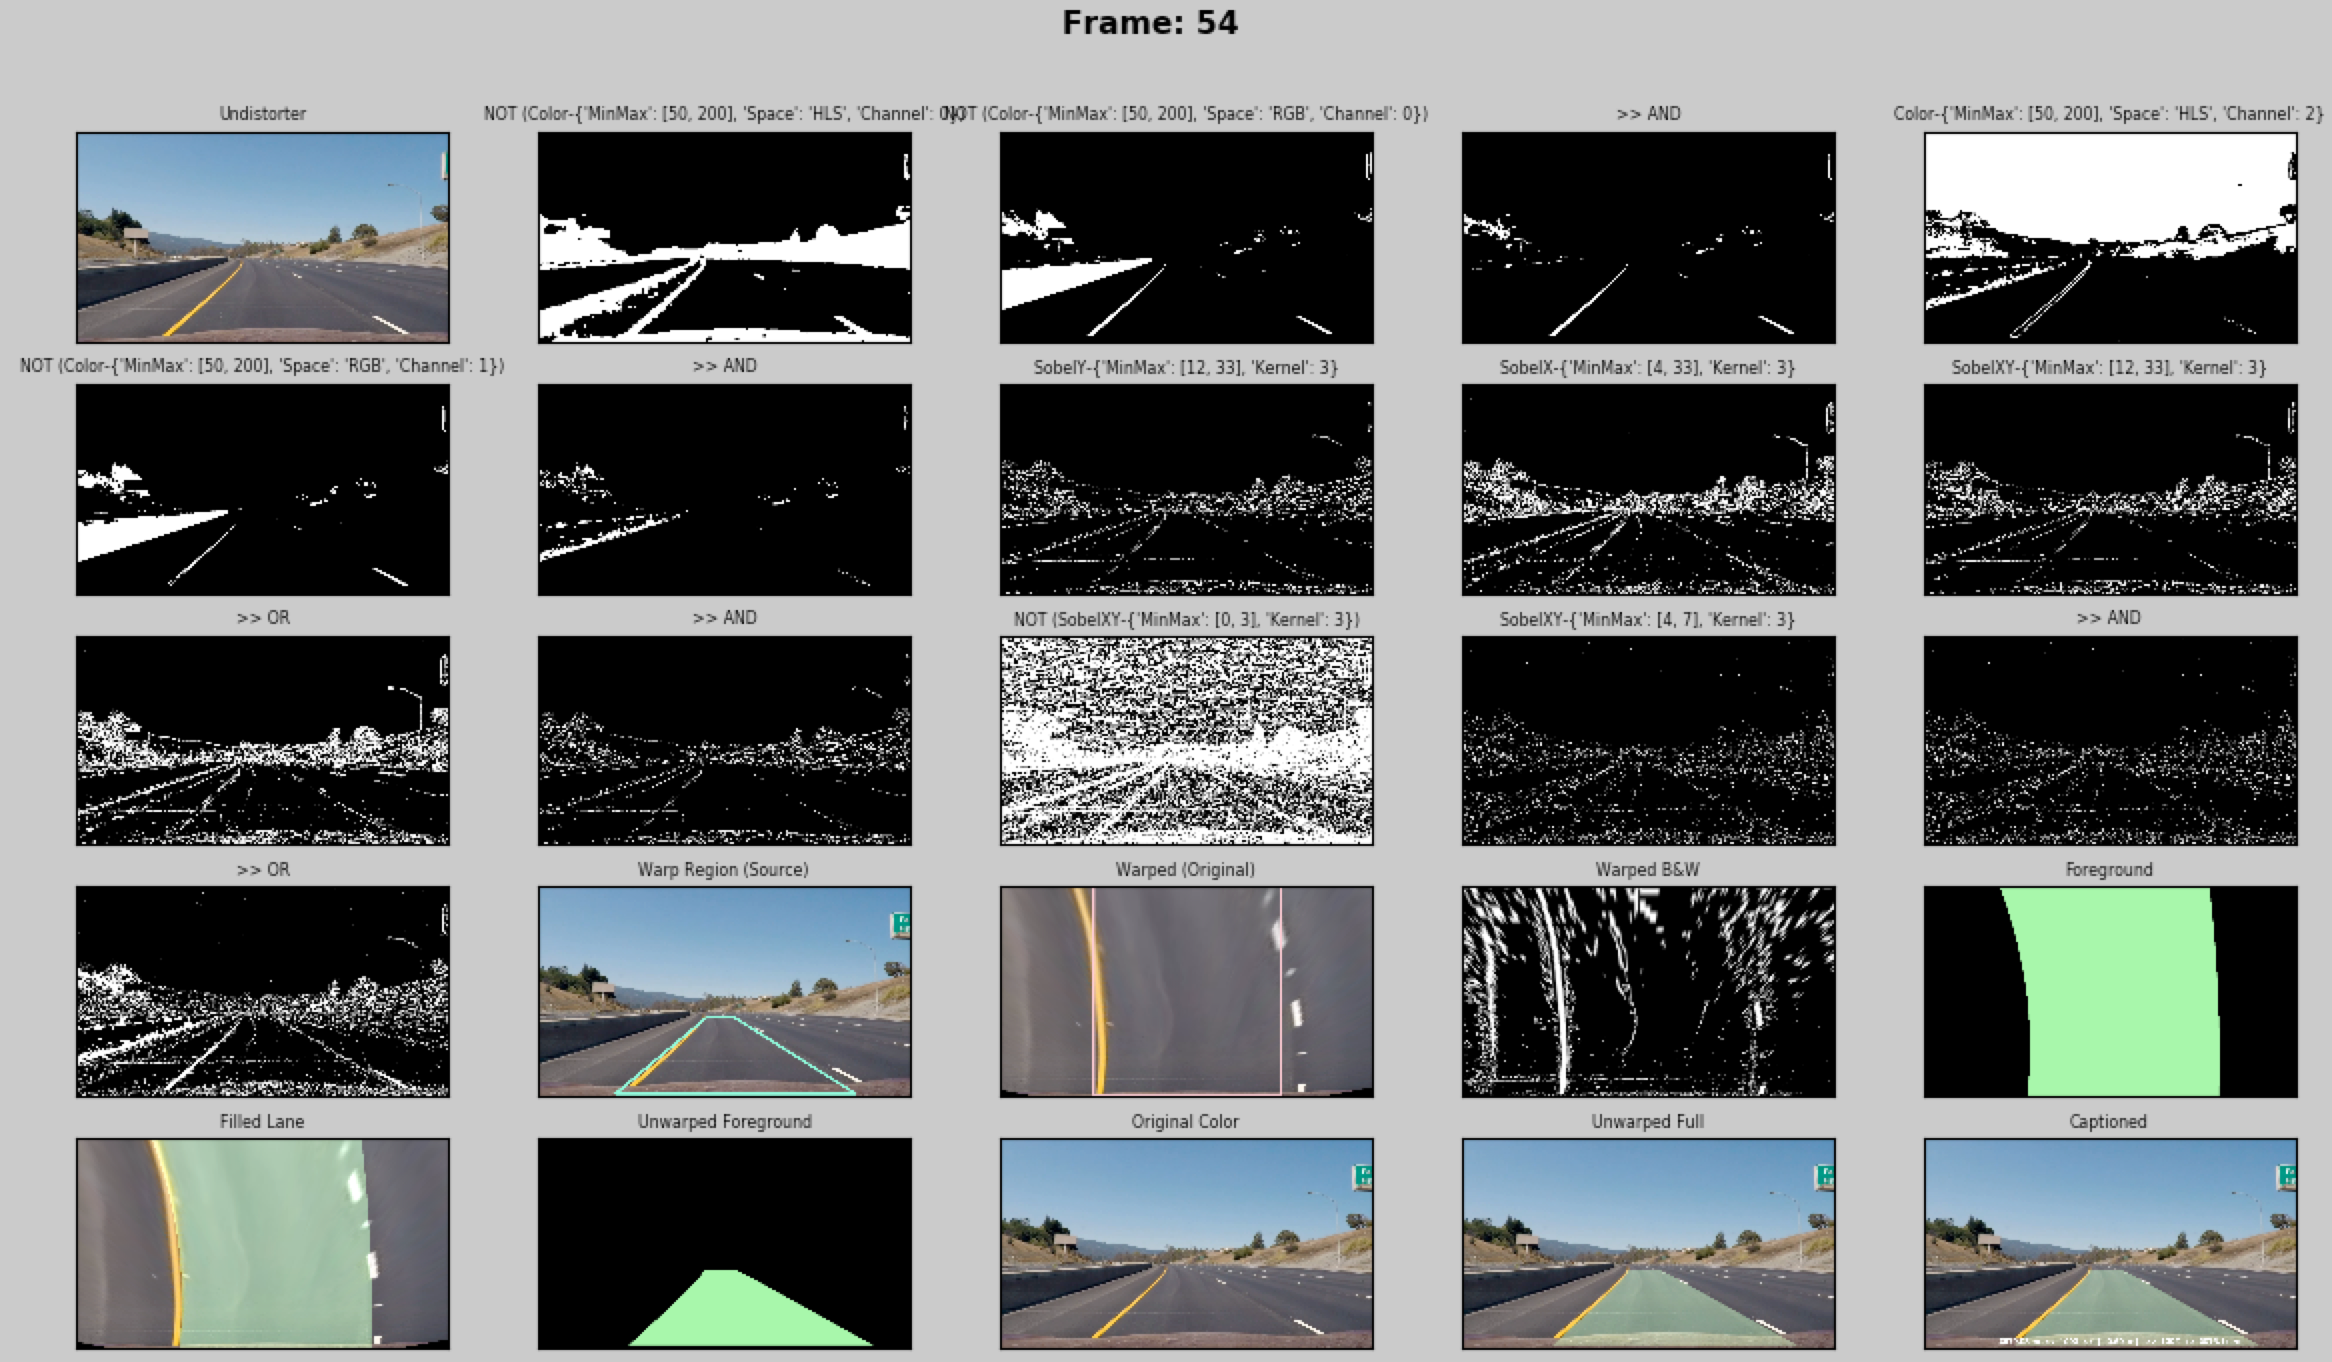 Frame: 54
Undistorter
NOT (Color-{'MinMax': [50, 200], 'Space': 'HLS', 'Channel': 0})
NOT (Color-{'MinMax': [50, 200], 'Space': 'RGB', 'Channel': 0})
>> AND
Color-{'MinMax': [50, 200], 'Space': 'HLS', 'Channel': 2}
NOT (Color-{'MinMax': [50, 200], 'Space': 'RGB', 'Channel': 1})
>> AND
SobelY-{'MinMax': [12, 33], 'Kernel': 3}
SobelX-{'MinMax': [4, 33], 'Kernel': 3}
SobelXY-{'MinMax': [12, 33], 'Kernel': 3}
>> OR
>> AND
NOT (SobelXY-{'MinMax': [0, 3], 'Kernel': 3})
SobelXY-{'MinMax': [4, 7], 'Kernel': 3}
>> AND
>> OR
Warp Region (Source)
Warped (Original)
Warped B&W
Foreground
Filled Lane
Unwarped Foreground
Original Color
Unwarped Full
Captioned